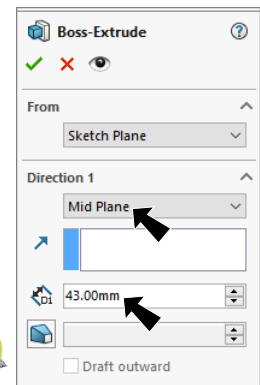 Boss-Extrude
From
Sketch Plane
Direction 1
Mid Plane
D1 43.00mm
Draft outward